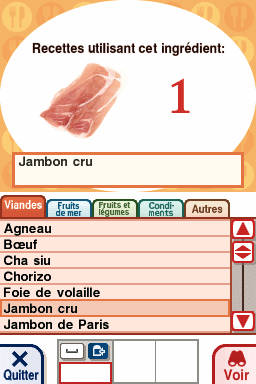 Recettes utilisant cet ingrédient:
1
Jambon cru
Viandes
Fruits
de mer
Fruits et
légumes
Condi-
ments
Autres
Agneau
Bœuf
Cha siu
Chorizo
Foie de volaille
Jambon cru
Jambon de Paris
Quitter
Voir